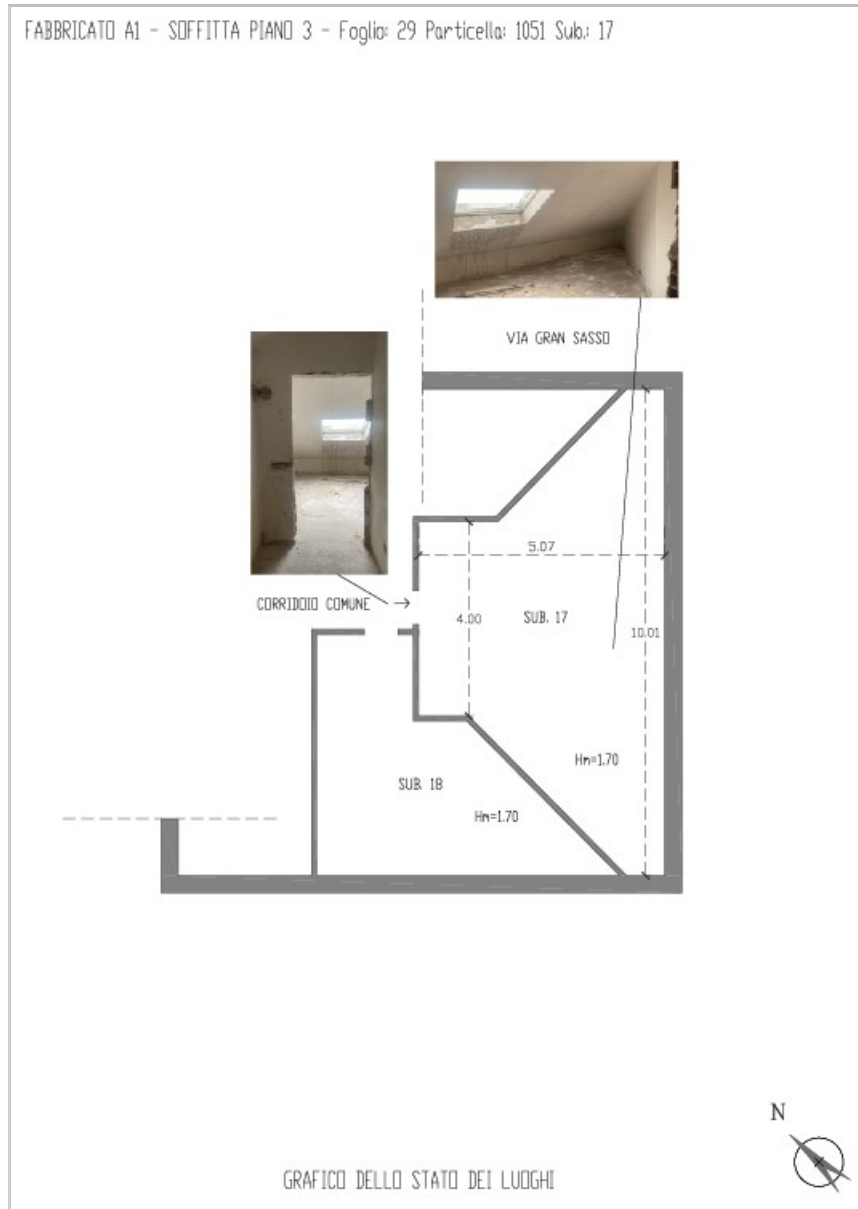 FABBRICATO A1 - SOFFITTA PIANO 3 - Foglio: 29 Particella: 1051 Sub.: 17
VIA GRAN SASSO
5.07
CORRIDOIO COMUNE
4.00
SUB. 17
10.01
Hm=1.70
SUB. 18
Hm=1.70
N
GRAFICO DELLO STATO DEI LUOGHI